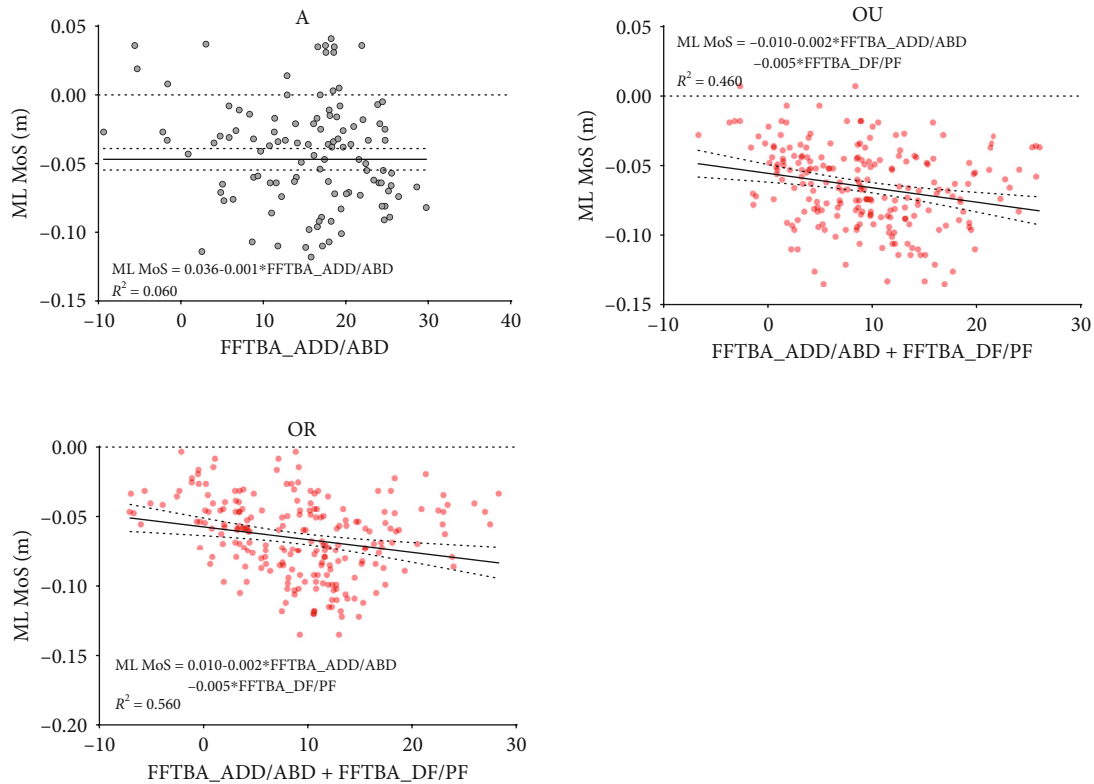 A
0.05
0.00
−0.05
−0.10
−0.15
ML MoS (m)
ML MoS = 0.036-0.001*FFTBA_ADD/ABD
R² = 0.060
−10 0 10 20 30 40
FFTBA_ADD/ABD
OU
0.05
0.00
−0.05
−0.10
−0.15
ML MoS (m)
ML MoS = −0.010-0.002*FFTBA_ADD/ABD
−0.005*FFTBA_DF/PF
R² = 0.460
−10 0 10 20 30
FFTBA_ADD/ABD + FFTBA_DF/PF
OR
0.00
−0.05
−0.10
−0.15
−0.20
ML MoS (m)
ML MoS = 0.010-0.002*FFTBA_ADD/ABD
−0.005*FFTBA_DF/PF
R² = 0.560
−10 0 10 20 30
FFTBA_ADD/ABD + FFTBA_DF/PF